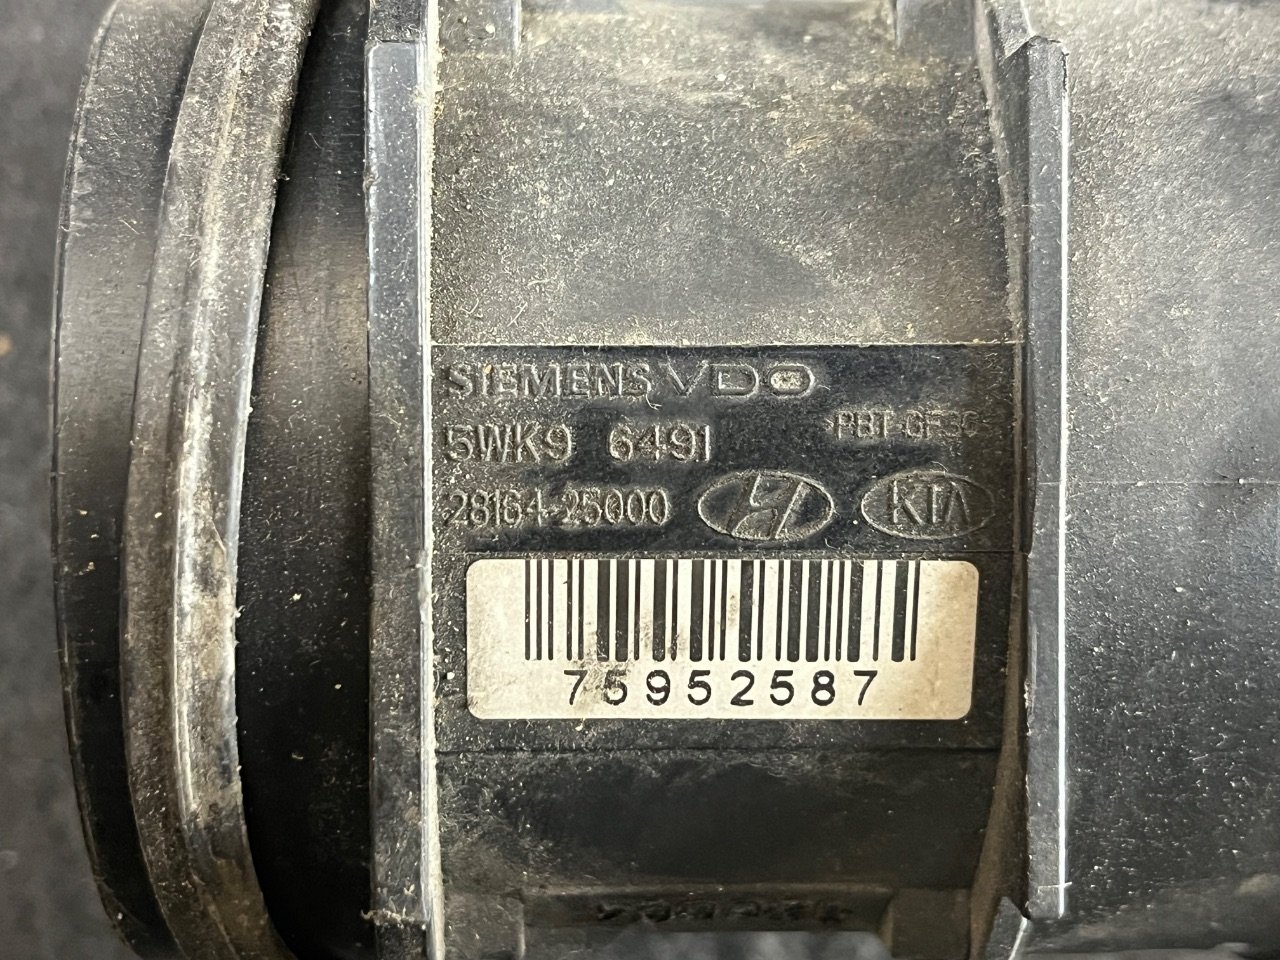 SIEMENS VDO
5WK9 6491
>PBT-GF30<
28164-25000 KIA
75952587